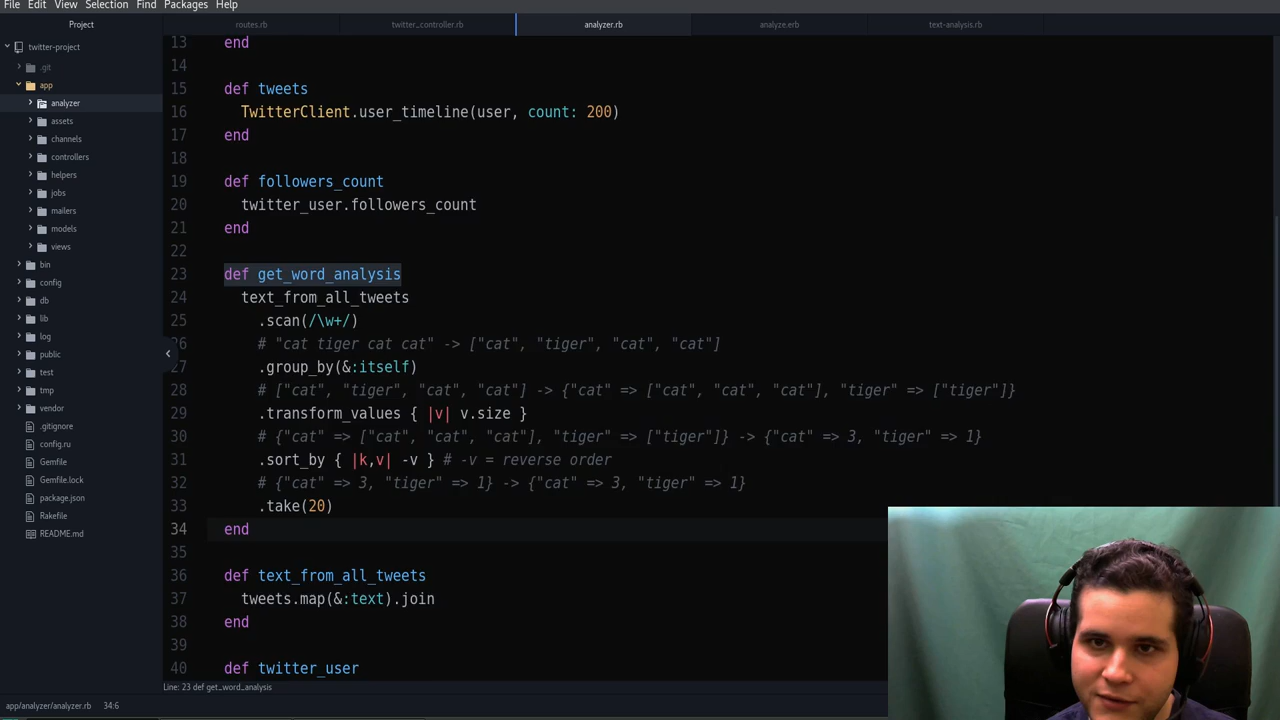 File Edit View Selection Find Packages Help
Project
routes.rb twitter_controller.rb analyzer.rb analyze.erb text-analysis.rb
twitter-project
.git
app
analyzer
assets
channels
controllers
helpers
jobs
mailers
models
views
bin
config
db
lib
log
public
test
tmp
vendor
.gitignore
config.ru
Gemfile
Gemfile.lock
package.json
Rakefile
README.md
13 end
14
15 def tweets
16 TwitterClient.user_timeline(user, count: 200)
17 end
18
19 def followers_count
20 twitter_user.followers_count
21 end
22
23 def get_word_analysis
24 text_from_all_tweets
25 .scan(/\w+/)
26 # "cat tiger cat cat" -> ["cat", "tiger", "cat", "cat"]
27 .group_by(&:itself)
28 # ["cat", "tiger", "cat", "cat"] -> {"cat" => ["cat", "cat", "cat"], "tiger" => ["tiger"]}
29 .transform_values { |v| v.size }
30 # {"cat" => ["cat", "cat", "cat"], "tiger" => ["tiger"]} -> {"cat" => 3, "tiger" => 1}
31 .sort_by { |k,v| -v } # -v = reverse order
32 # {"cat" => 3, "tiger" => 1} -> {"cat" => 3, "tiger" => 1}
33 .take(20)
34 end
35
36 def text_from_all_tweets
37 tweets.map(&:text).join
38 end
39
40 def twitter_user
Line: 23 def get_word_analysis
app/analyzer/analyzer.rb 34:6